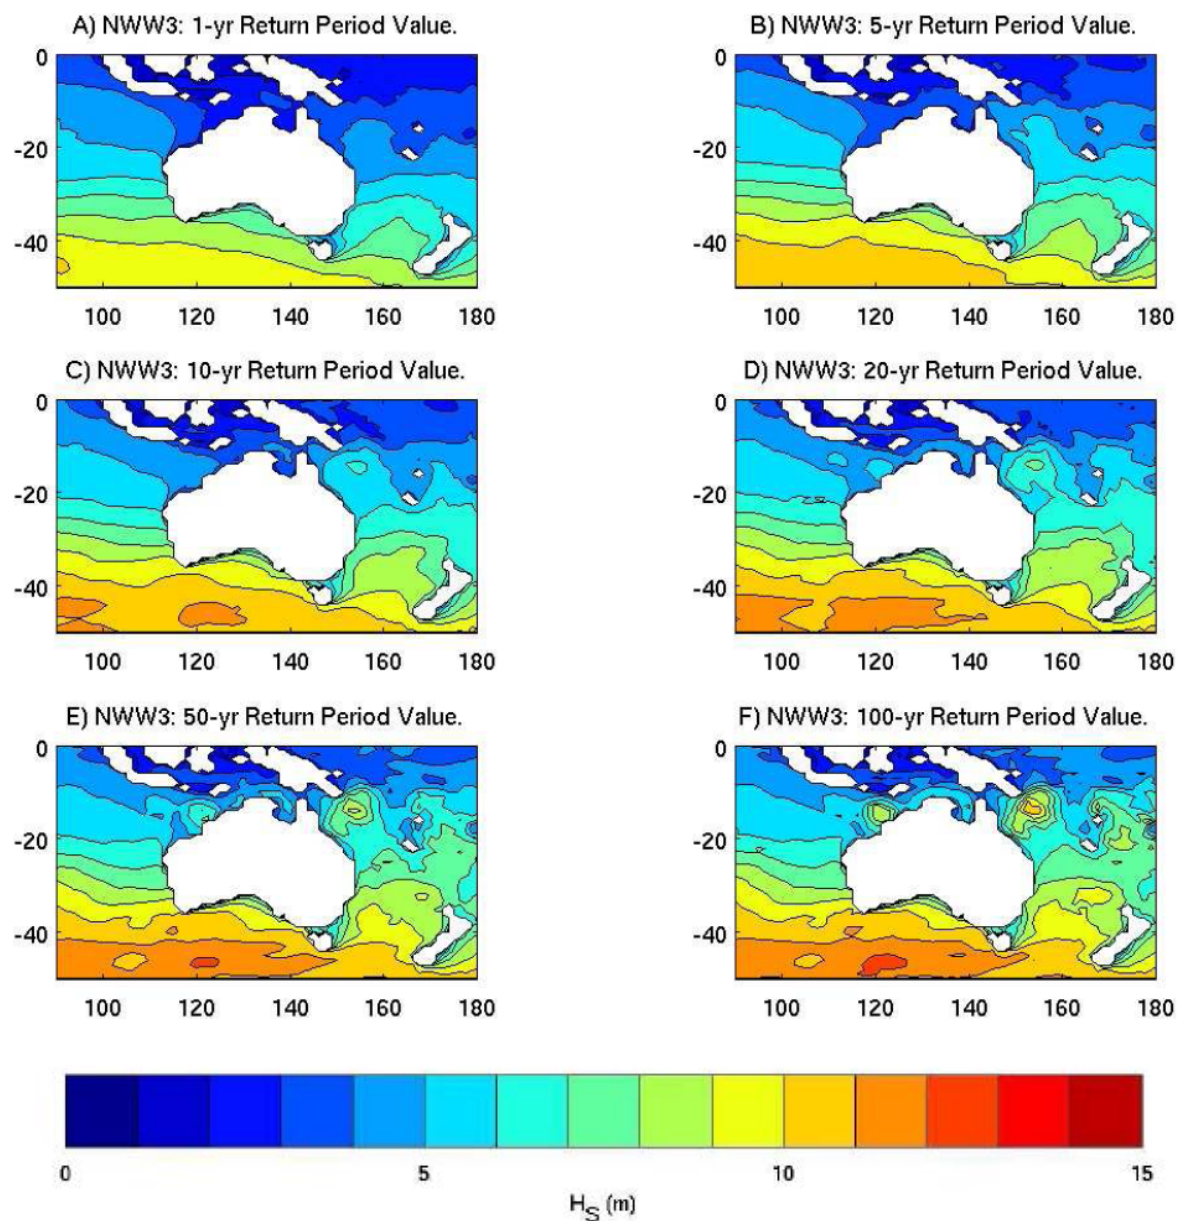 A) NWW3: 1-yr Return Period Value.
0
-20
-40
100 120 140 160 180
B) NWW3: 5-yr Return Period Value.
0
-20
-40
100 120 140 160 180
C) NWW3: 10-yr Return Period Value.
0
-20
-40
100 120 140 160 180
D) NWW3: 20-yr Return Period Value.
0
-20
-40
100 120 140 160 180
E) NWW3: 50-yr Return Period Value.
0
-20
-40
100 120 140 160 180
F) NWW3: 100-yr Return Period Value.
0
-20
-40
100 120 140 160 180
0 5 10 15
H_S (m)